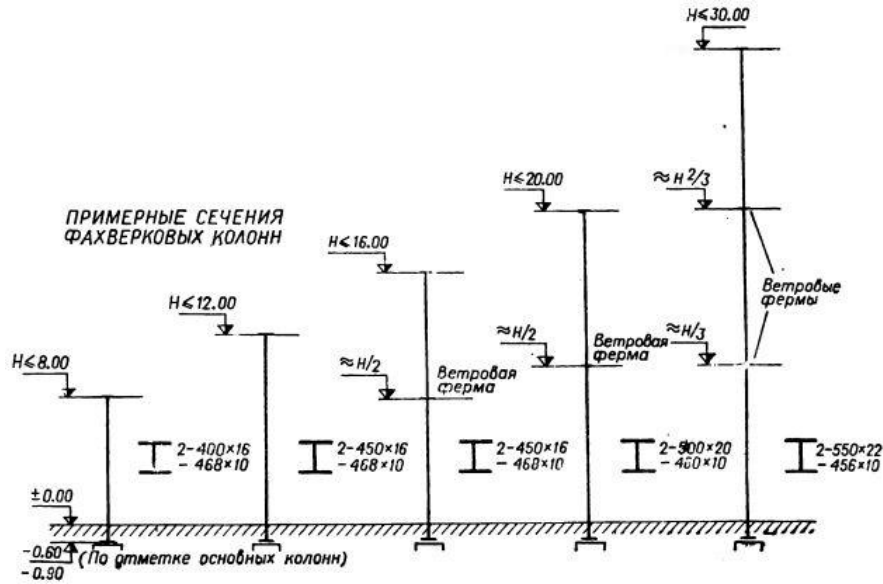 H≤30.00
H≤20.00
≈H2/3
ПРИМЕРНЫЕ СЕЧЕНИЯ
ФАХВЕРКОВЫХ КОЛОНН
H≤16.00
Ветровые
фермы
H≤12.00
≈H/2
Ветровая
ферма
≈H/2
Ветровая
ферма
≈H/3
H≤8.00
2-400×16
-468×10
2-450×16
-468×10
2-450×16
-468×10
2-500×20
-460×10
2-550×22
-456×10
±0.00
-0.60
-0.90
(По отметке основных колонн)